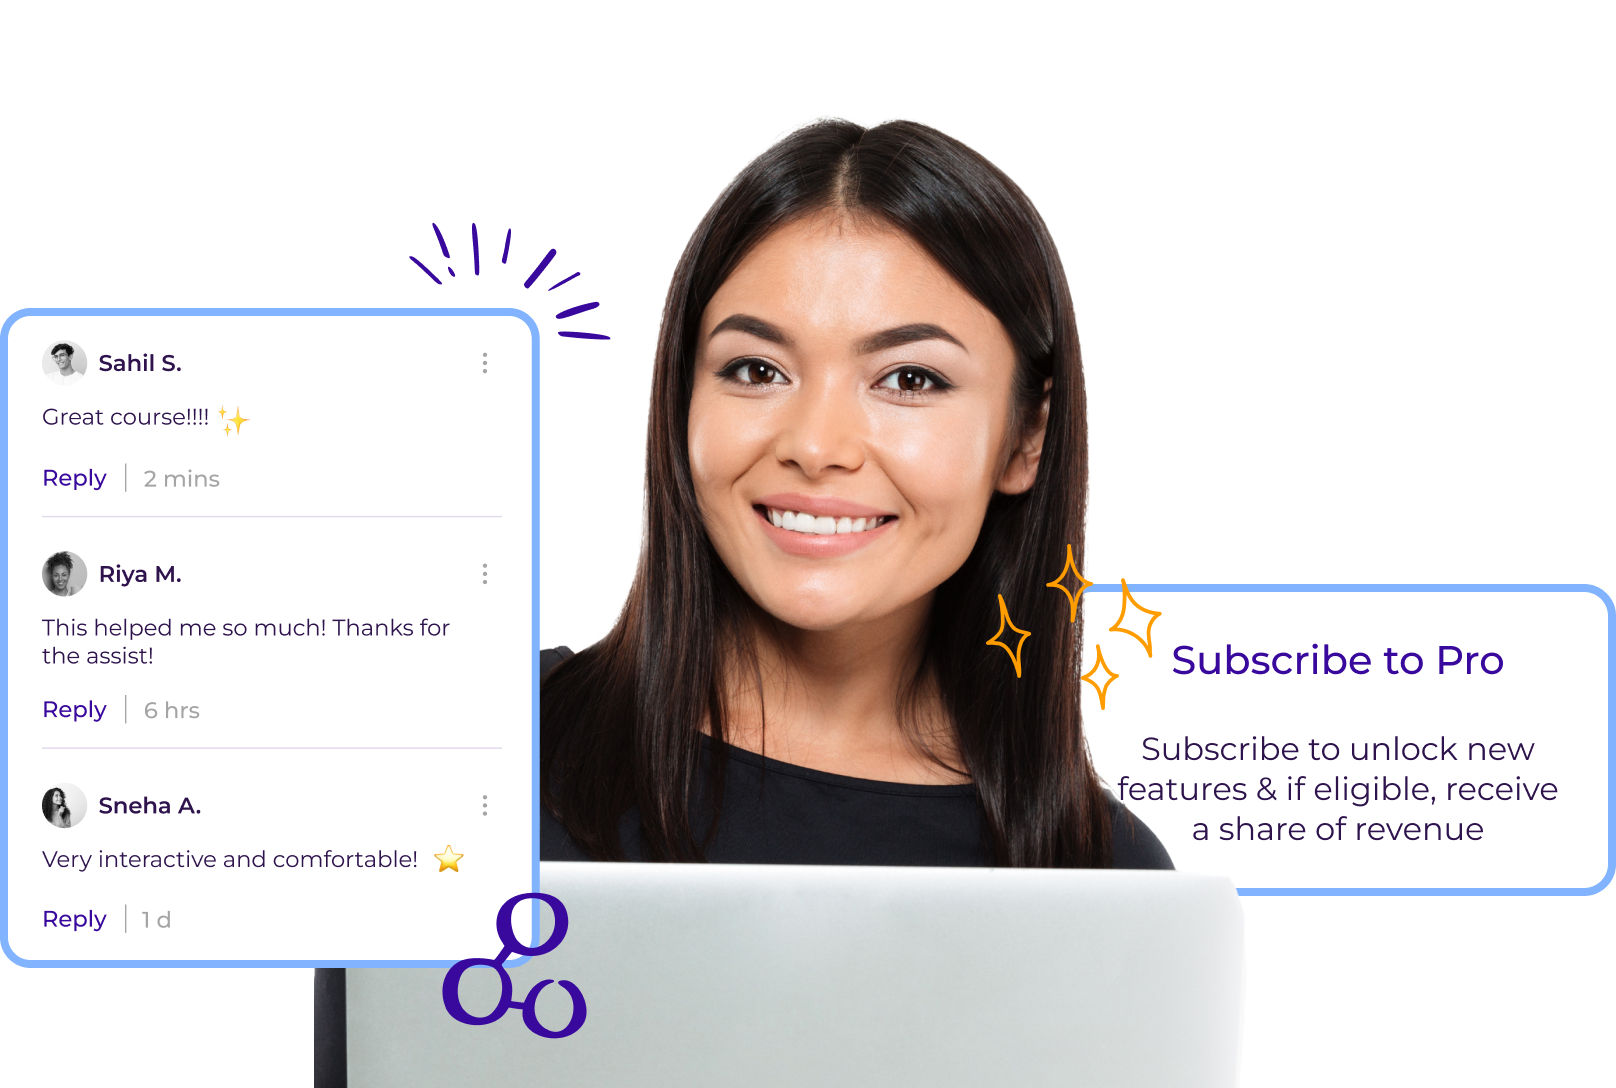 Sahil S.
Great course!!!! ✨
Reply | 2 mins
Riya M.
This helped me so much! Thanks for
the assist!
Reply | 6 hrs
Sneha A.
Very interactive and comfortable! ⭐
Reply | 1 d
Subscribe to Pro
Subscribe to unlock new
features & if eligible, receive
a share of revenue